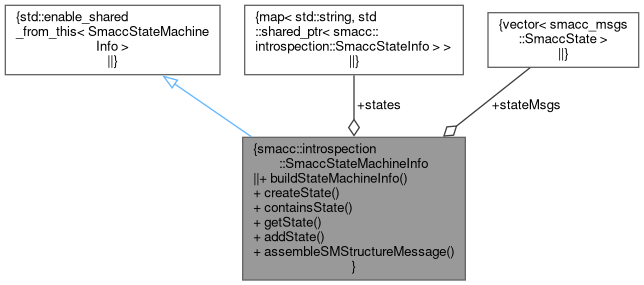 {std::enable_shared
_from_this< SmaccStateMachine
Info >
||}
{map< std::string, std
::shared_ptr< smacc::
introspection::SmaccStateInfo > >
||}
{vector< smacc_msgs
::SmaccState >
||}
+states
+stateMsgs
{smacc::introspection
::SmaccStateMachineInfo
||+ buildStateMachineInfo()
+ createState()
+ containsState()
+ getState()
+ addState()
+ assembleSMStructureMessage()
}